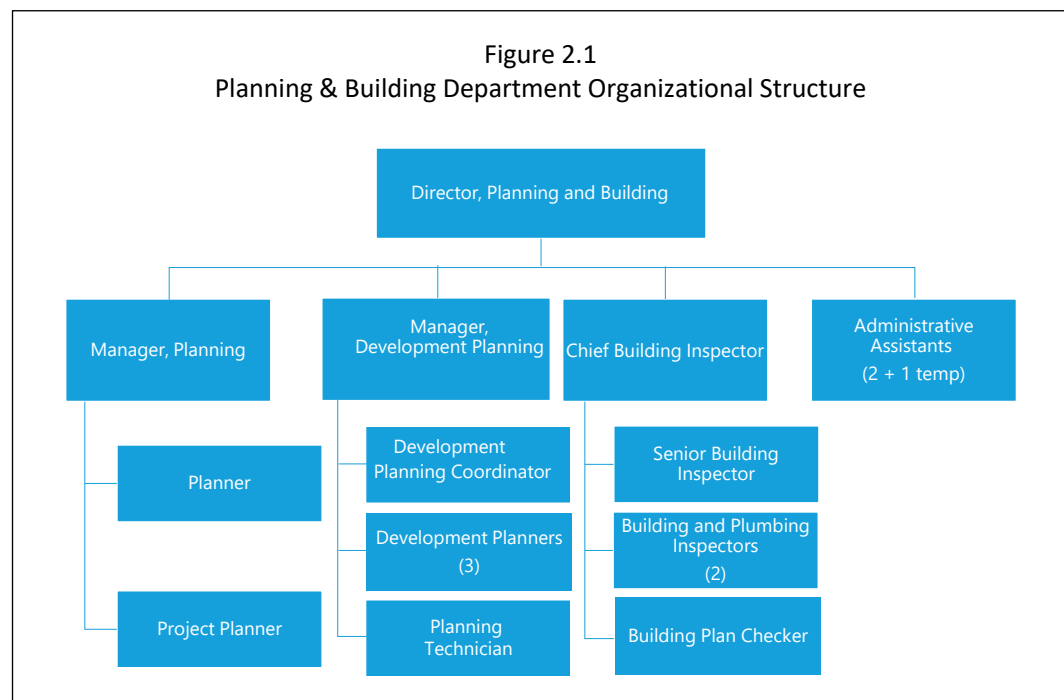 Figure 2.1
Planning & Building Department Organizational Structure
Director, Planning and Building
Manager, Planning
Manager,
Development Planning
Chief Building Inspector
Administrative
Assistants
(2 + 1 temp)
Planner
Project Planner
Development
Planning Coordinator
Development Planners
(3)
Planning
Technician
Senior Building
Inspector
Building and Plumbing
Inspectors
(2)
Building Plan Checker